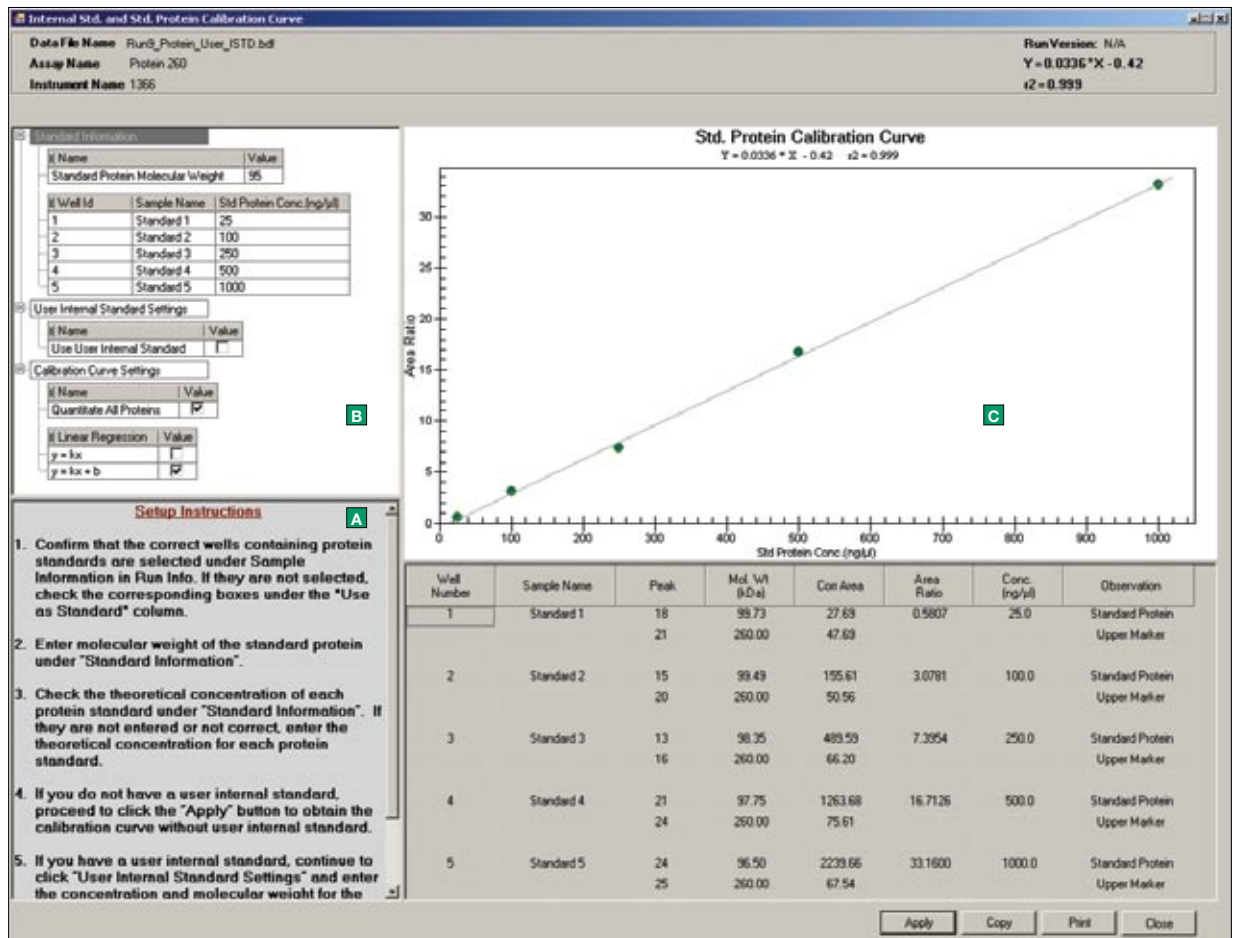 Internal Std. and Std. Protein Calibration Curve
Data File Name Run9_Protein_User_ISTD.bdf
Assay Name Protein 260
Instrument Name 1366
Run Version: N/A
Y=0.0336*X-0.42
r2=0.999
Standard Information
Name Value
Standard Protein Molecular Weight 95
Well Id Sample Name Std Protein Conc.(ng/µl)
1 Standard 1 25
2 Standard 2 100
3 Standard 3 250
4 Standard 4 500
5 Standard 5 1000
User Internal Standard Settings
Name Value
Use User Internal Standard
Calibration Curve Settings
Name Value
Quantitate All Proteins
B
Linear Regression Value
y = kx
y = kx + b
Setup Instructions
A
1. Confirm that the correct wells containing protein
standards are selected under Sample
Information in Run Info. If they are not selected,
check the corresponding boxes under the "Use
as Standard" column.
2. Enter molecular weight of the standard protein
under "Standard Information".
3. Check the theoretical concentration of each
protein standard under "Standard Information". If
they are not entered or not correct, enter the
theoretical concentration for each protein
standard.
4. If you do not have a user internal standard,
proceed to click the "Apply" button to obtain the
calibration curve without user internal standard.
5. If you have a user internal standard, continue to
click "User Internal Standard Settings" and enter
the concentration and molecular weight for the
Std. Protein Calibration Curve
Y = 0.0336 * X - 0.42 r2 = 0.999
Area Ratio
30
25
20
15
10
5
0
C
0 100 200 300 400 500 600 700 800 900 1000
Std Protein Conc.(ng/µl)
Well Number Sample Name Peak Mol. Wt (kDa) Corr Area Area Ratio Conc. (ng/µl) Observation
1 Standard 1 18 99.73 27.69 0.5807 25.0 Standard Protein
21 260.00 47.69 Upper Marker
2 Standard 2 15 99.49 155.61 3.0781 100.0 Standard Protein
20 260.00 50.56 Upper Marker
3 Standard 3 13 98.35 489.59 7.3954 250.0 Standard Protein
16 260.00 66.20 Upper Marker
4 Standard 4 21 97.75 1263.68 16.7126 500.0 Standard Protein
24 260.00 75.61 Upper Marker
5 Standard 5 24 96.50 2239.66 33.1600 1000.0 Standard Protein
25 260.00 67.54 Upper Marker
Apply Copy Print Close